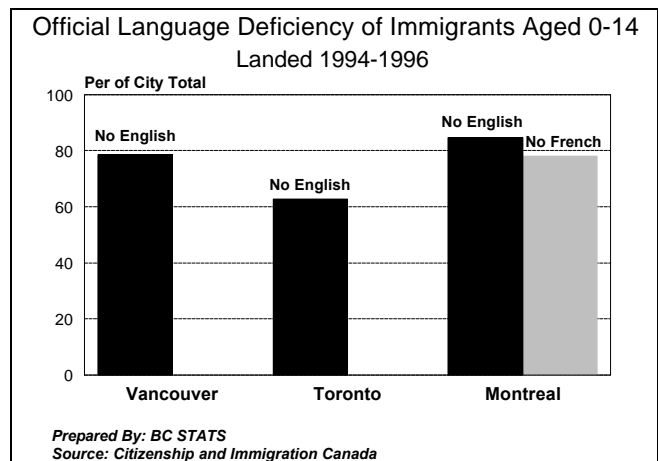 Official Language Deficiency of Immigrants Aged 0-14
Landed 1994-1996
Per of City Total
100
80
60
40
20
0
No English
No English
No English
No French
Vancouver
Toronto
Montreal
Prepared By: BC STATS
Source: Citizenship and Immigration Canada